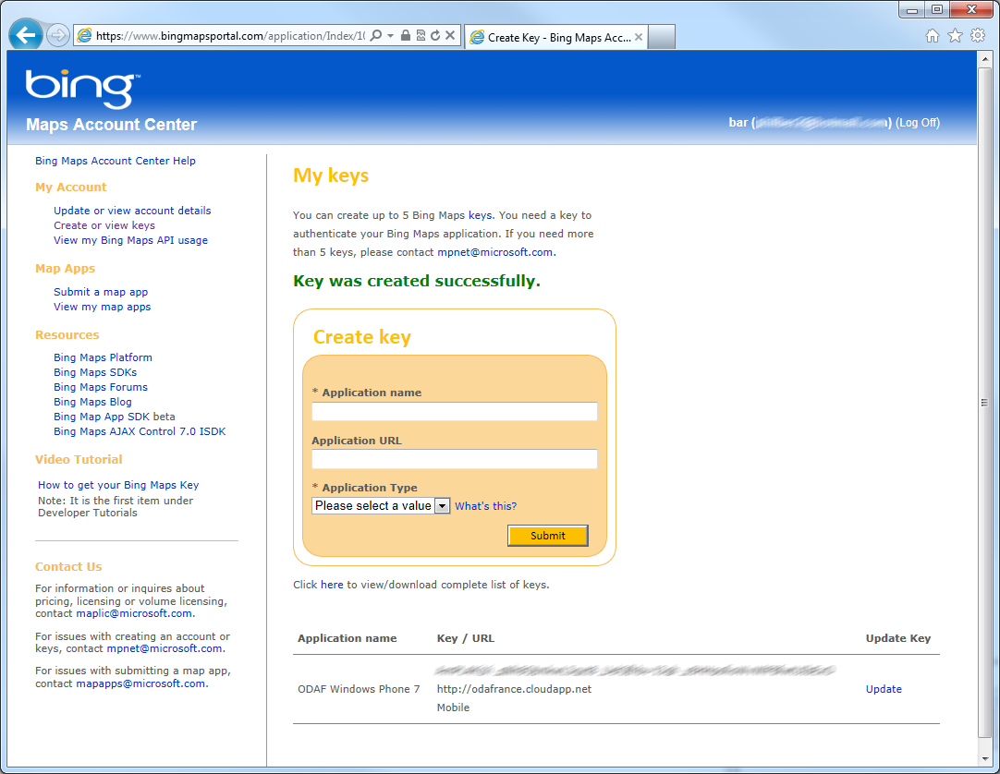 https://www.bingmapsportal.com/application/Index/10
Create Key - Bing Maps Acc...
bing™
Maps Account Center
bar ( ) (Log Off)
Bing Maps Account Center Help
My Account
Update or view account details
Create or view keys
View my Bing Maps API usage
Map Apps
Submit a map app
View my map apps
Resources
Bing Maps Platform
Bing Maps SDKs
Bing Maps Forums
Bing Maps Blog
Bing Map App SDK beta
Bing Maps AJAX Control 7.0 ISDK
Video Tutorial
How to get your Bing Maps Key
Note: It is the first item under
Developer Tutorials
Contact Us
For information or inquires about
pricing, licensing or volume licensing,
contact maplic@microsoft.com.
For issues with creating an account or
keys, contact mpnet@microsoft.com.
For issues with submitting a map app,
contact mapapps@microsoft.com.
My keys
You can create up to 5 Bing Maps keys. You need a key to
authenticate your Bing Maps application. If you need more
than 5 keys, please contact mpnet@microsoft.com.
Key was created successfully.
Create key
* Application name
Application URL
* Application Type
Please select a value What's this?
Submit
Click here to view/download complete list of keys.
Application name Key / URL Update Key
ODAF Windows Phone 7 http://odafrance.cloudapp.net Update
Mobile